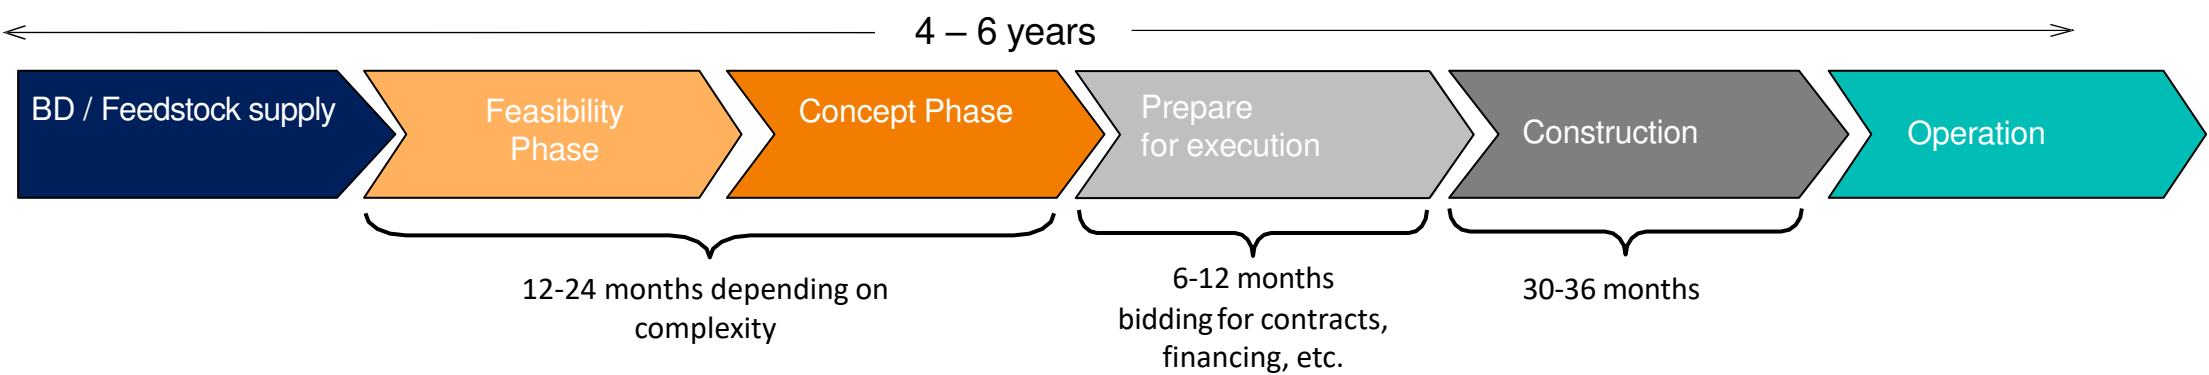 4 – 6 years
BD / Feedstock supply
Feasibility
Phase
Concept Phase
Prepare
for execution
Construction
Operation
12-24 months depending on
complexity
6-12 months
bidding for contracts,
financing, etc.
30-36 months